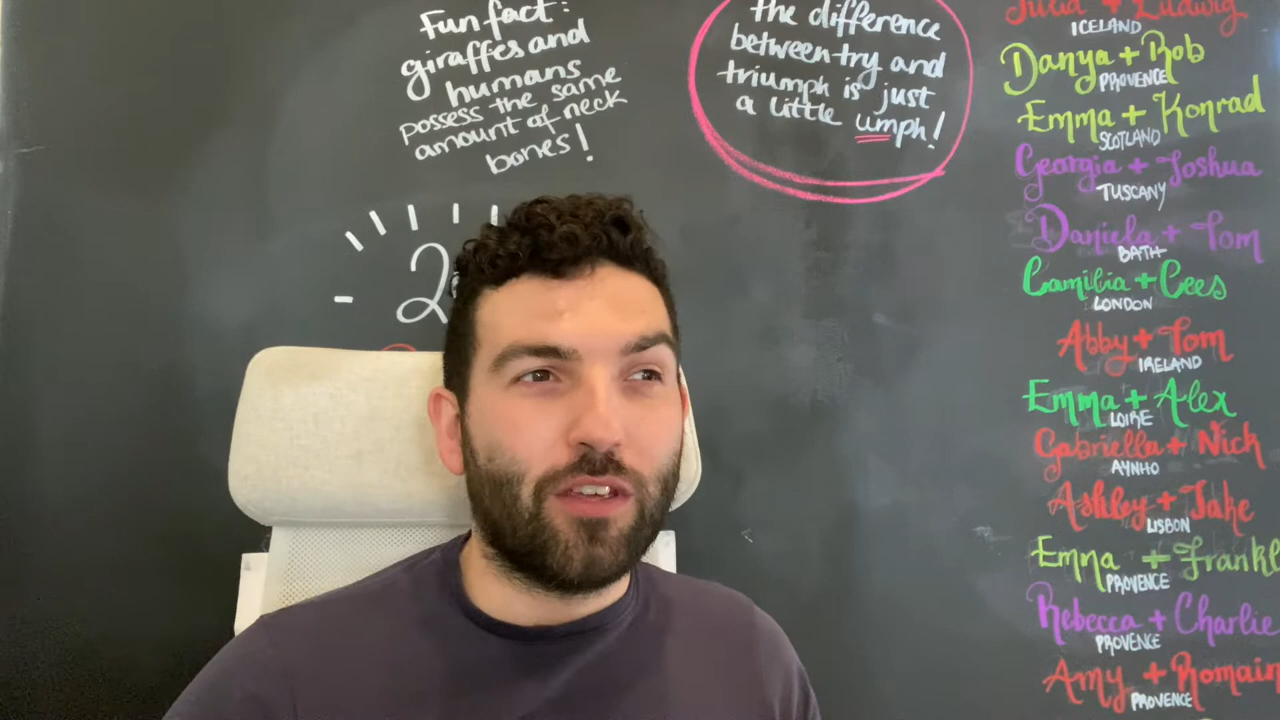 Fun fact:
giraffes and
humans
possess the same
amount of neck
bones!
the difference
between try and
triumph is just
a little umph!
2
Julia + Ludwig
ICELAND
Danya + Rob
PROVENCE
Emma + Konrad
SCOTLAND
Georgia + Joshua
TUSCANY
Daniela + Tom
BATH
Camilia + Cees
LONDON
Abby + Tom
IRELAND
Emma + Alex
LOIRE
Gabriella + Nick
AYNHO
Ashley + Jake
LISBON
Emma + Frankl
PROVENCE
Rebecca + Charlie
PROVENCE
Amy + Romain
PROVENCE